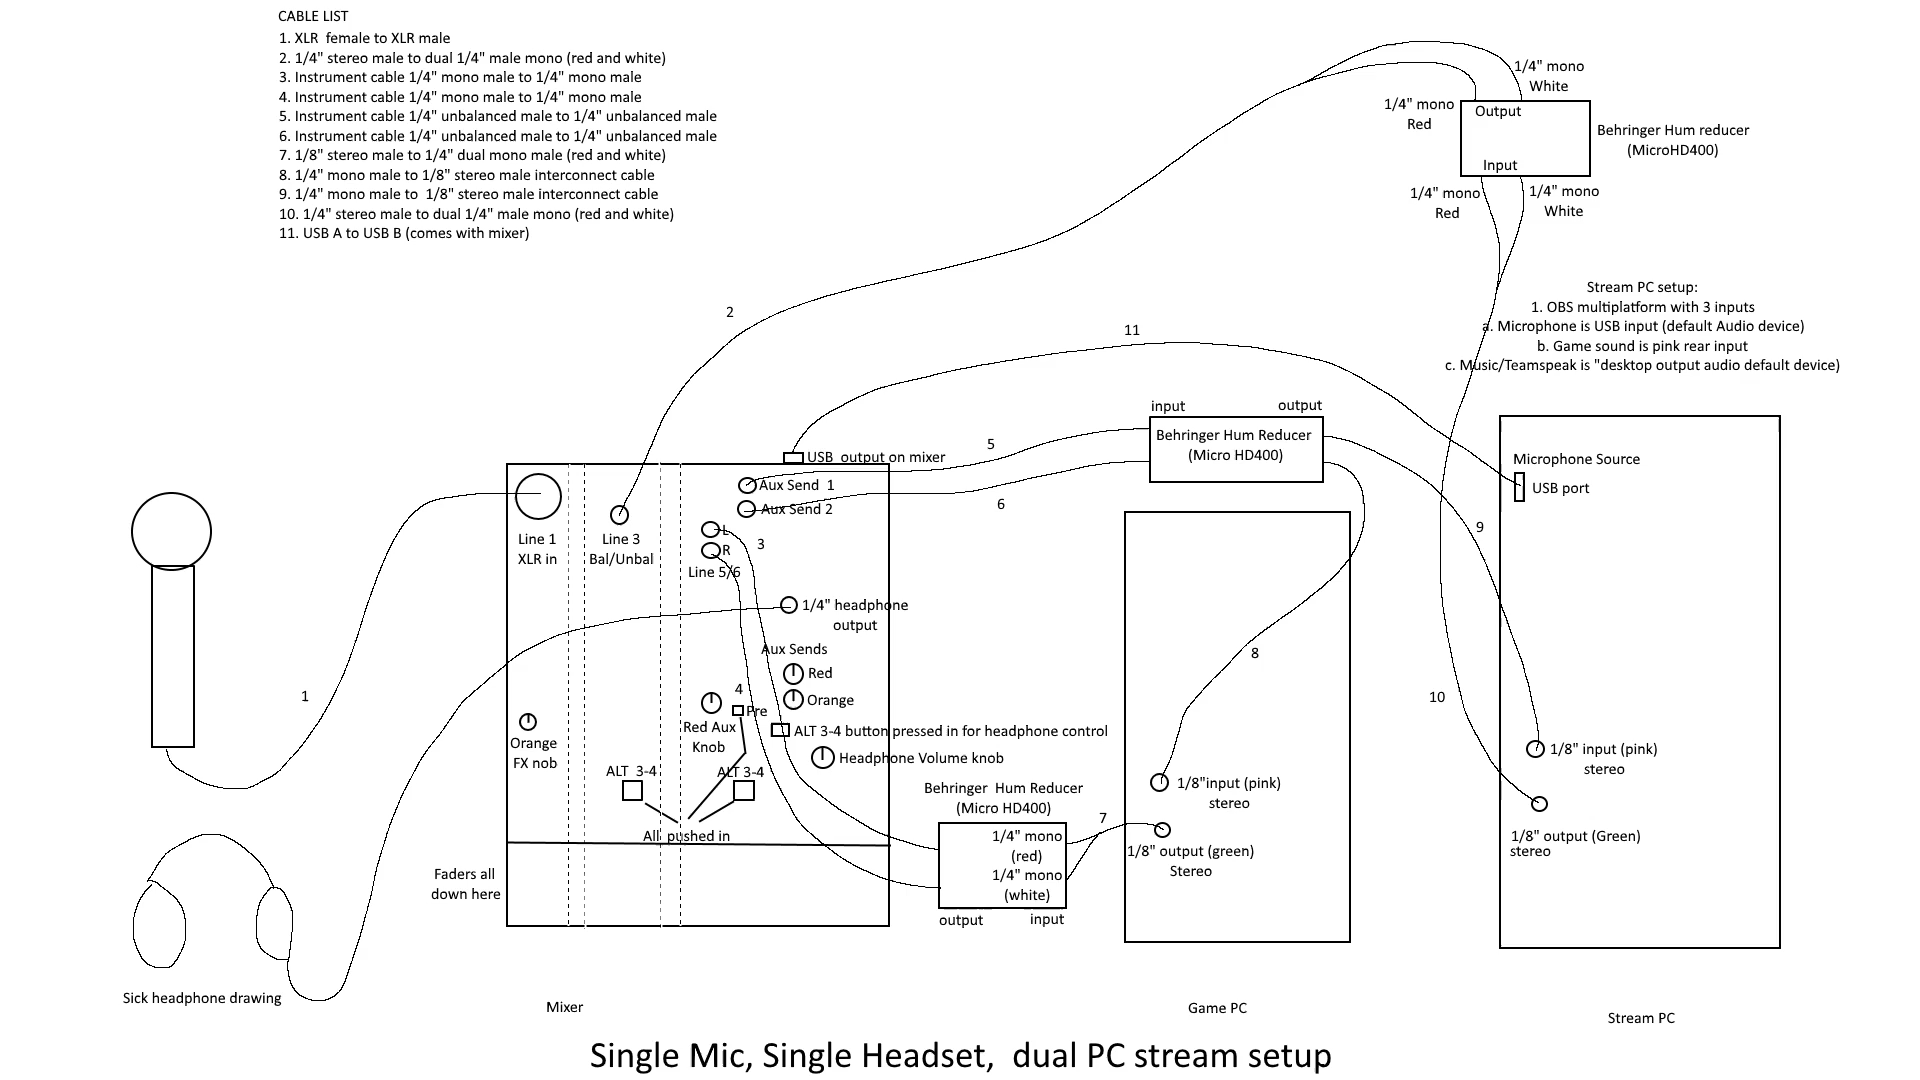 CABLE LIST
1. XLR  female to XLR male
2. 1/4" stereo male to dual 1/4" male mono (red and white)
3. Instrument cable 1/4" mono male to 1/4" mono male
4. Instrument cable 1/4" mono male to 1/4" mono male
5. Instrument cable 1/4" unbalanced male to 1/4" unbalanced male
6. Instrument cable 1/4" unbalanced male to 1/4" unbalanced male
7. 1/8" stereo male to 1/4" dual mono male (red and white)
8. 1/4" mono male to 1/8" stereo male interconnect cable
9. 1/4" mono male to  1/8" stereo male interconnect cable
10. 1/4" stereo male to dual 1/4" male mono (red and white)
11. USB A to USB B (comes with mixer)
1/4" mono
White
1/4" mono
Red
Output
Input
Behringer Hum reducer
(MicroHD400)
1/4" mono
Red
1/4" mono
White
Stream PC setup:
1. OBS multiplatform with 3 inputs
a. Microphone is USB input (default Audio device)
b. Game sound is pink rear input
c. Music/Teamspeak is "desktop output audio default device)
2
11
5
6
input
output
Behringer Hum Reducer
(Micro HD400)
USB  output on mixer
Aux Send  1
Aux Send 2
L
R
Line 5/6
3
Line 1
XLR in
Line 3
Bal/Unbal
1/4" headphone
output
Aux Sends
Red
Orange
4
Pre
Red Aux
Knob
ALT 3-4 button pressed in for headphone control
Headphone Volume knob
Orange
FX nob
ALT  3-4
ALT 3-4
All  pushed in
Faders all
down here
1
Sick headphone drawing
Mixer
Behringer  Hum Reducer
(Micro HD400)
1/4" mono
(red)
1/4" mono
(white)
output
input
7
8
1/8"input (pink)
stereo
1/8" output (green)
Stereo
Game PC
Microphone Source
USB port
9
10
1/8" input (pink)
stereo
1/8" output (Green)
stereo
Stream PC
Single Mic, Single Headset,  dual PC stream setup